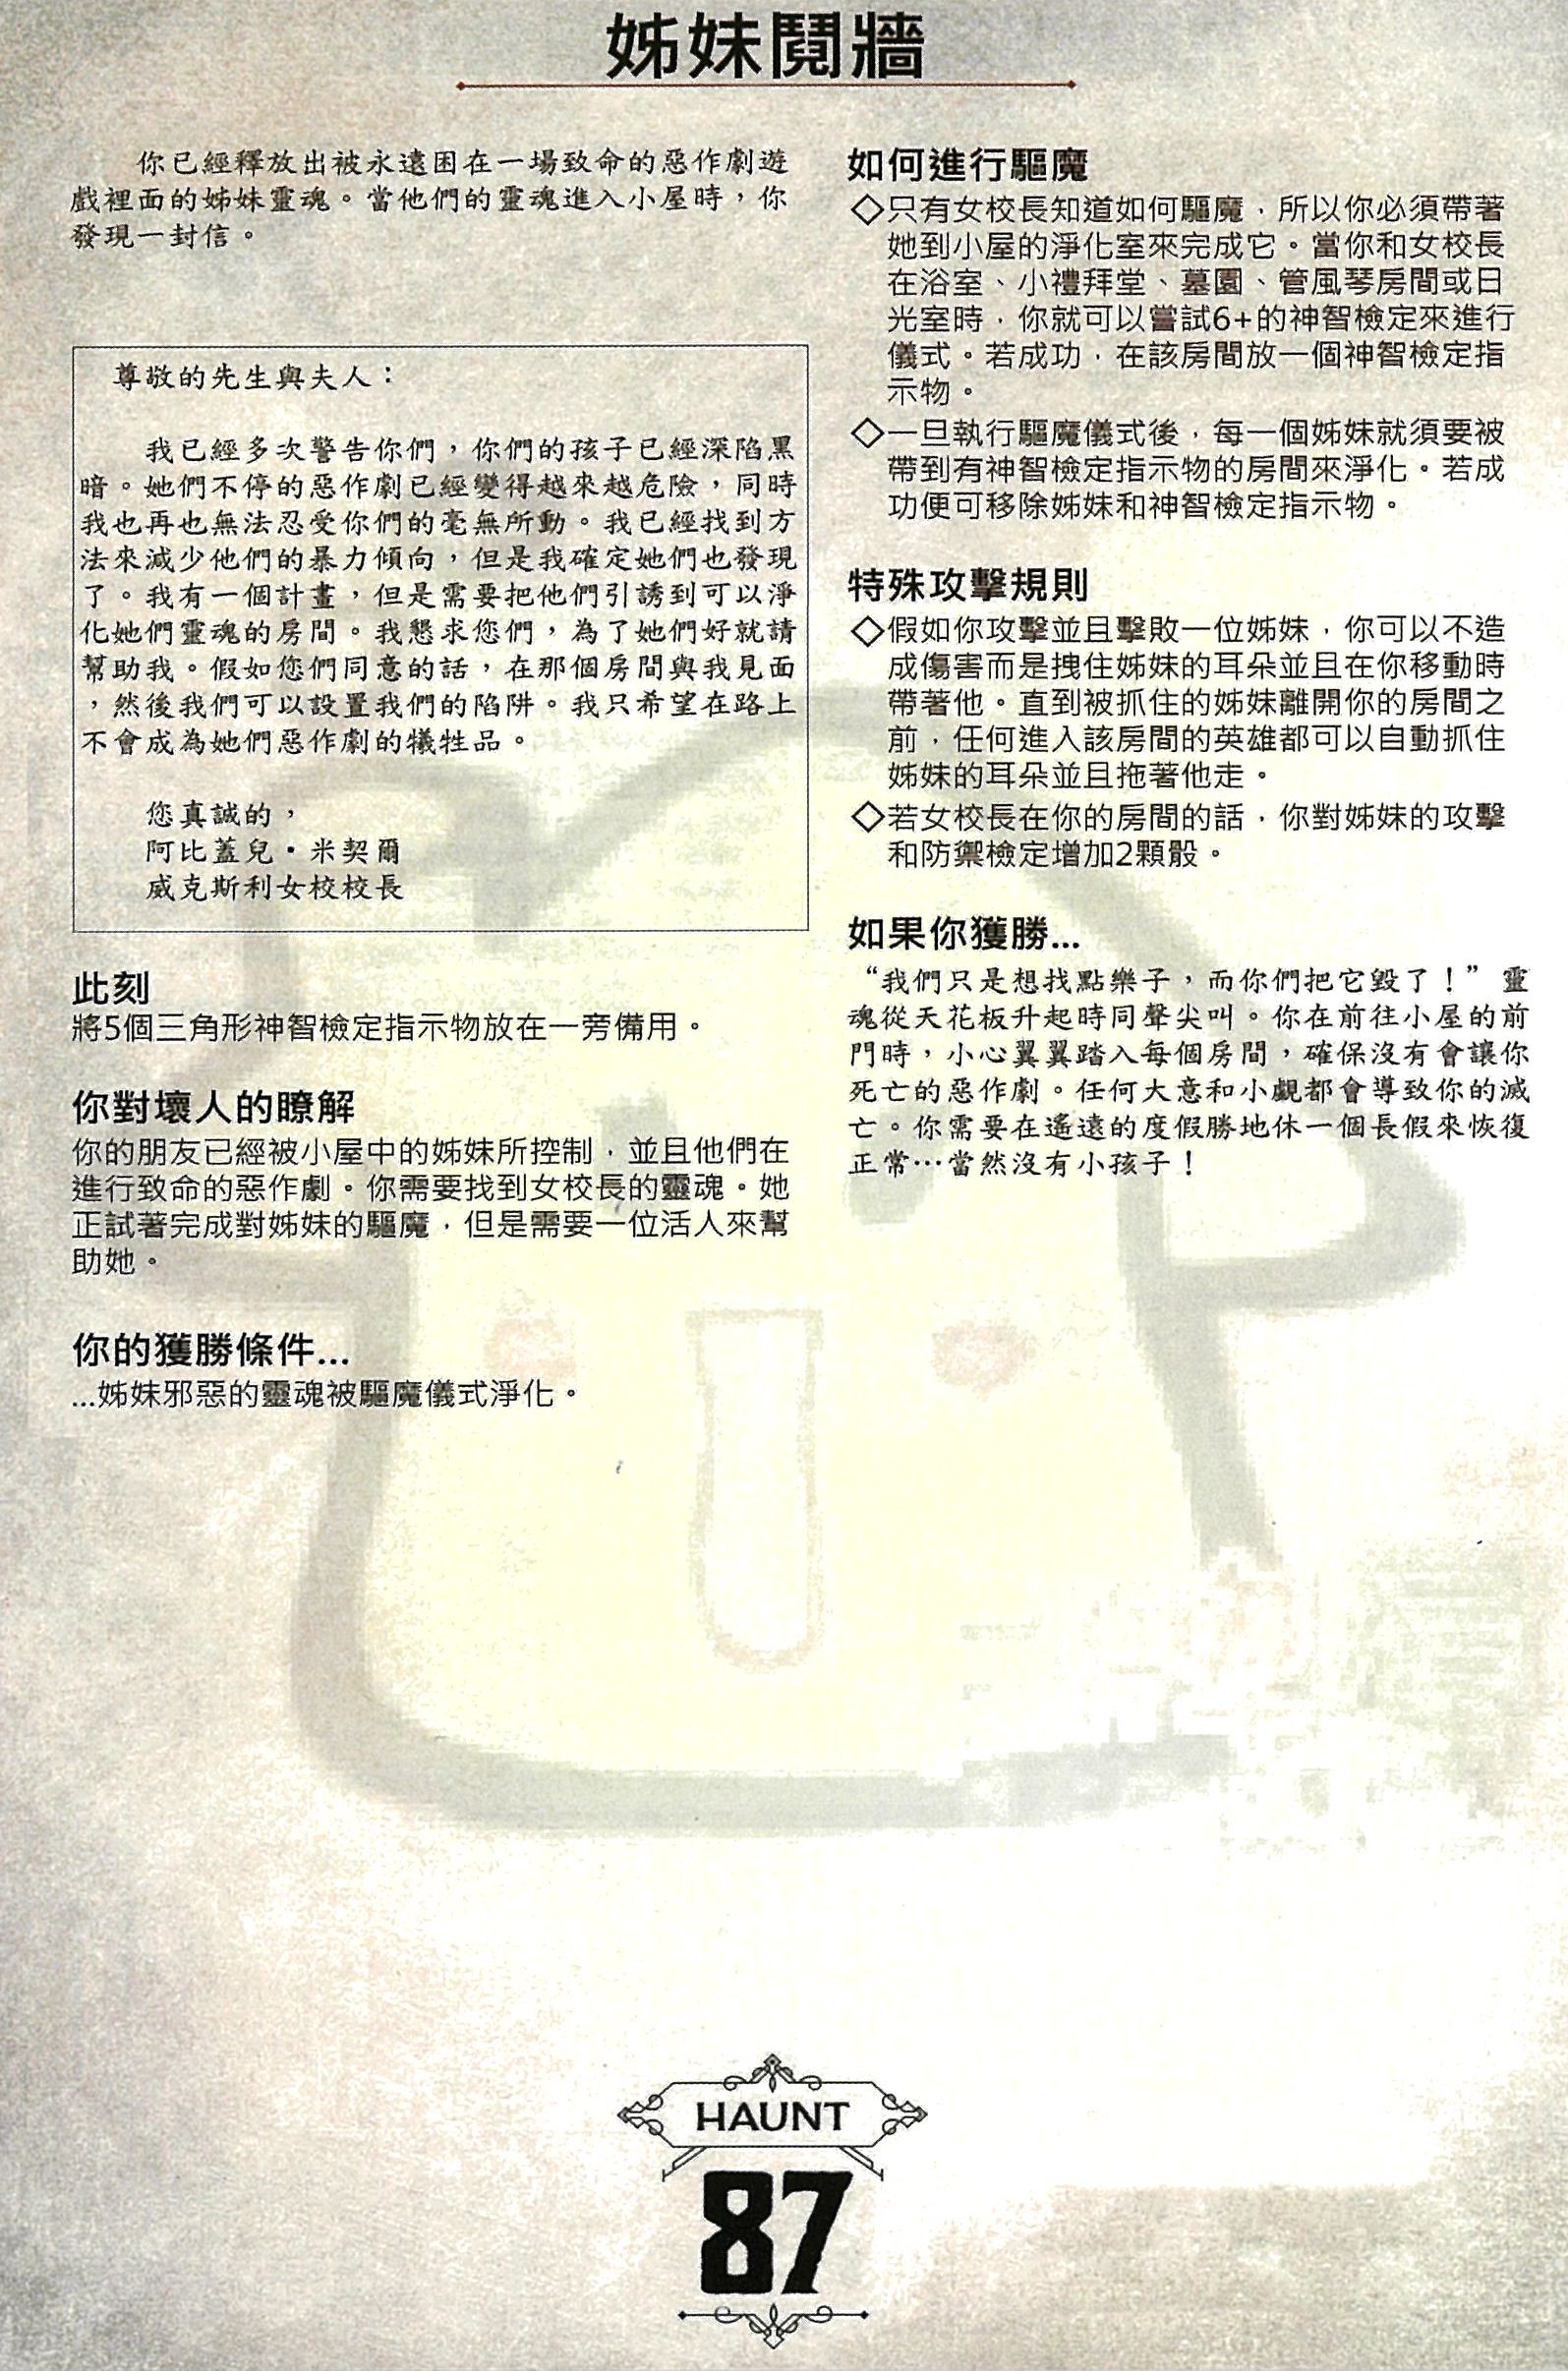 姊妹鬩牆
你已經釋放出被永遠困在一場致命的惡作劇遊
戲裡面的姊妹靈魂。當他們的靈魂進入小屋時，你
發現一封信。
尊敬的先生與夫人：
我已經多次警告你們，你們的孩子已經深陷黑
暗。她們不停的惡作劇已經變得越來越危險，同時
我也再也無法忍受你們的毫無所動。我已經找到方
法來減少他們的暴力傾向，但是我確定她們也發現
了。我有一個計畫，但是需要把他們引誘到可以淨
化她們靈魂的房間。我懇求您們，為了她們好就請
幫助我。假如您們同意的話，在那個房間與我見面
，然後我們可以設置我們的陷阱。我只希望在路上
不會成為她們惡作劇的犧牲品。
您真誠的，
阿比蓋兒•米契爾
威克斯利女校校長
此刻
將5個三角形神智檢定指示物放在一旁備用。
你對壞人的瞭解
你的朋友已經被小屋中的姊妹所控制，並且他們在
進行致命的惡作劇。你需要找到女校長的靈魂。她
正試著完成對姊妹的驅魔，但是需要一位活人來幫
助她。
你的獲勝條件...
...姊妹邪惡的靈魂被驅魔儀式淨化。
如何進行驅魔
◇只有女校長知道如何驅魔，所以你必須帶著
她到小屋的淨化室來完成它。當你和女校長
在浴室、小禮拜堂、墓園、管風琴房間或日
光室時，你就可以嘗試6+的神智檢定來進行
儀式。若成功，在該房間放一個神智檢定指
示物。
◇一旦執行驅魔儀式後，每一個姊妹就須要被
帶到有神智檢定指示物的房間來淨化。若成
功便可移除姊妹和神智檢定指示物。
特殊攻擊規則
◇假如你攻擊並且擊敗一位姊妹，你可以不造
成傷害而是拽住姊妹的耳朵並且在你移動時
帶著他。直到被抓住的姊妹離開你的房間之
前，任何進入該房間的英雄都可以自動抓住
姊妹的耳朵並且拖著他走。
◇若女校長在你的房間的話，你對姊妹的攻擊
和防禦檢定增加2顆骰。
如果你獲勝...
“我們只是想找點樂子，而你們把它毀了！”靈
魂從天花板升起時同聲尖叫。你在前往小屋的前
門時，小心翼翼踏入每個房間，確保沒有會讓你
死亡的惡作劇。任何大意和小覷都會導致你的滅
亡。你需要在遙遠的度假勝地休一個長假來恢復
正常…當然沒有小孩子！
HAUNT
87